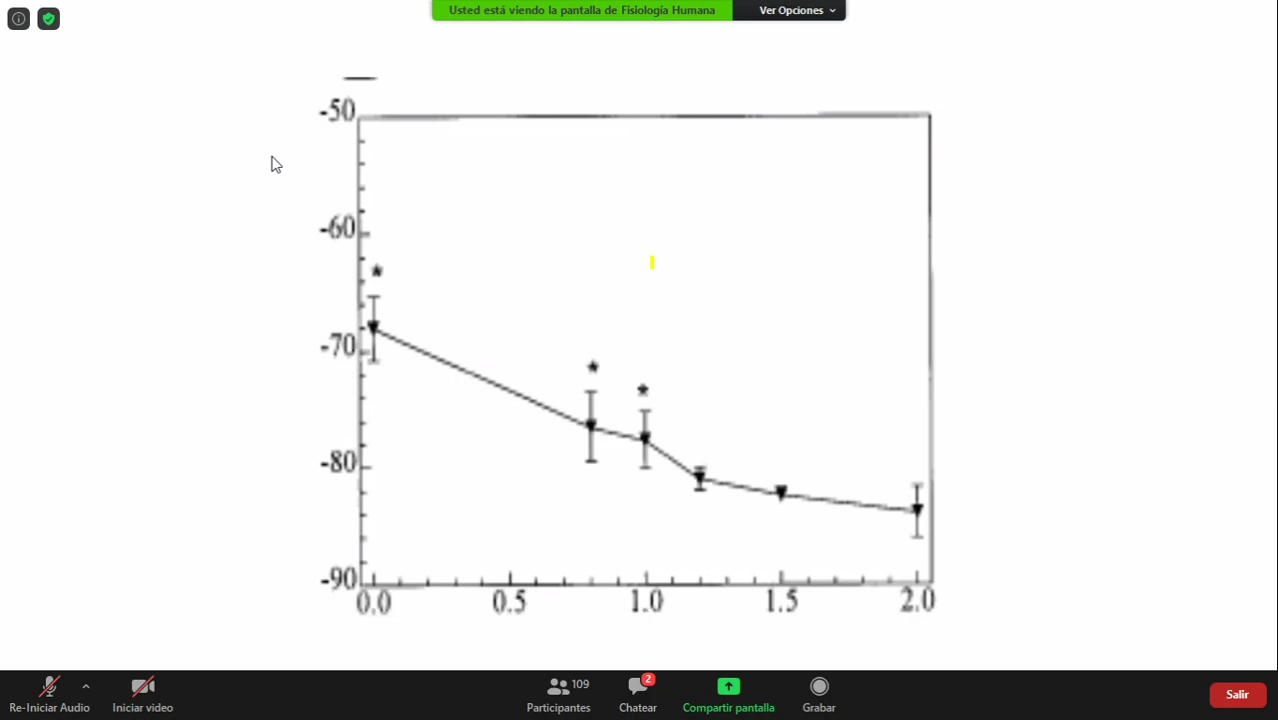 Usted está viendo la pantalla de Fisiología Humana
Ver Opciones
-50
-60
*
-70
* *
-80
-90
0.0 0.5 1.0 1.5 2.0
109
2
Re-Iniciar Audio
Iniciar video
Participantes
Chatear
Compartir pantalla
Grabar
Salir